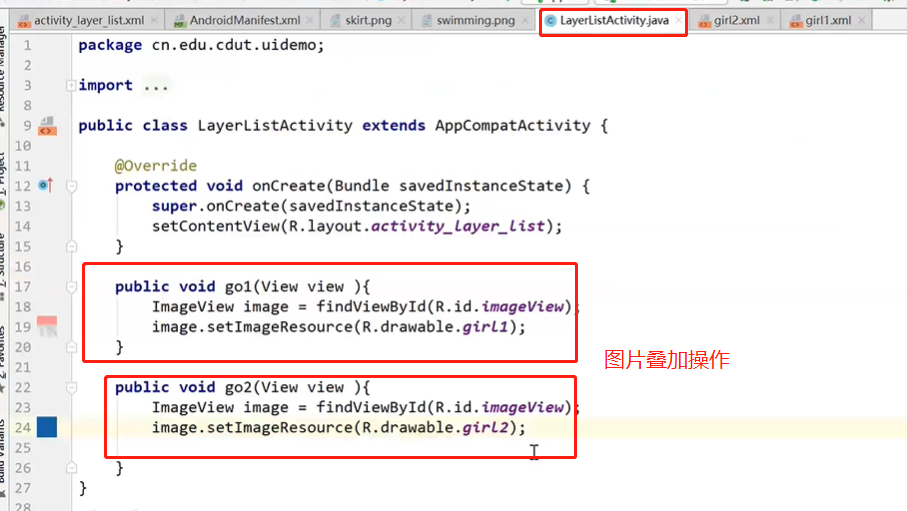 activity_layer_list.xml AndroidManifest.xml skirt.png swimming.png LayerListActivity.java girl2.xml girl1.xml
1 package cn.edu.cdut.uidemo;
2
3 import ...
8
9 public class LayerListActivity extends AppCompatActivity {
10
11 @Override
12 protected void onCreate(Bundle savedInstanceState) {
13 super.onCreate(savedInstanceState);
14 setContentView(R.layout.activity_layer_list);
15 }
16
17 public void go1(View view ){
18 ImageView image = findViewById(R.id.imageView);
19 image.setImageResource(R.drawable.girl1);
20 }
21
图片叠加操作
22 public void go2(View view ){
23 ImageView image = findViewById(R.id.imageView);
24 image.setImageResource(R.drawable.girl2);
25
26 }
27 }
28
Resource Manager
1: Project
Z: Structure
2: Favorites
Build Variants